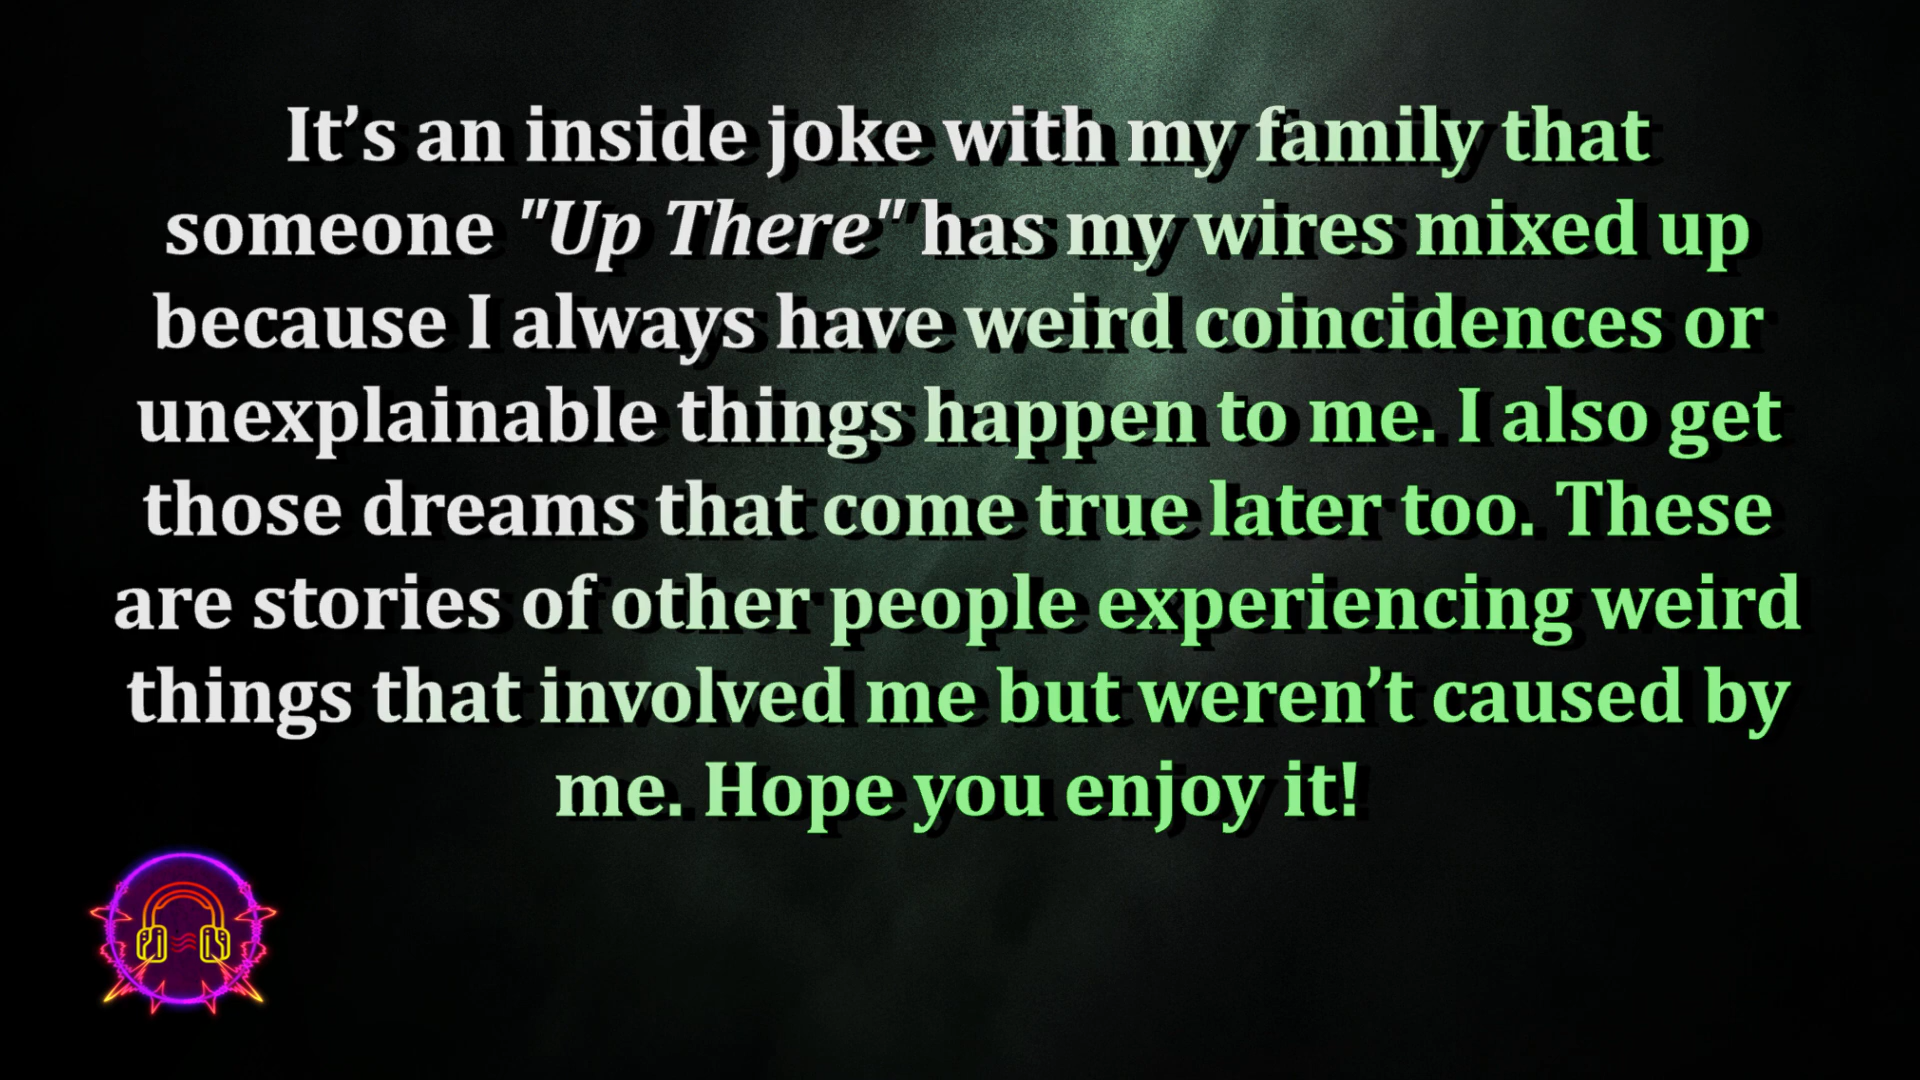 It’s an inside joke with my family that
someone "Up There" has my wires mixed up
because I always have weird coincidences or
unexplainable things happen to me. I also get
those dreams that come true later too. These
are stories of other people experiencing weird
things that involved me but weren’t caused by
me. Hope you enjoy it!